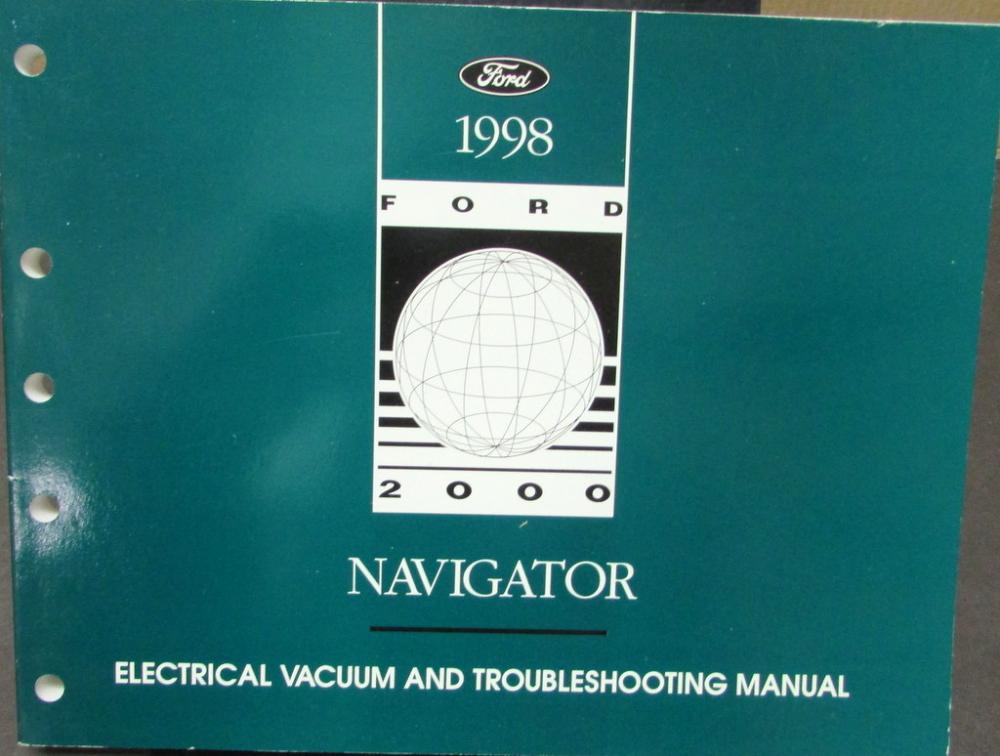 Ford
1998
FORD
2000
NAVIGATOR
ELECTRICAL VACUUM AND TROUBLESHOOTING MANUAL